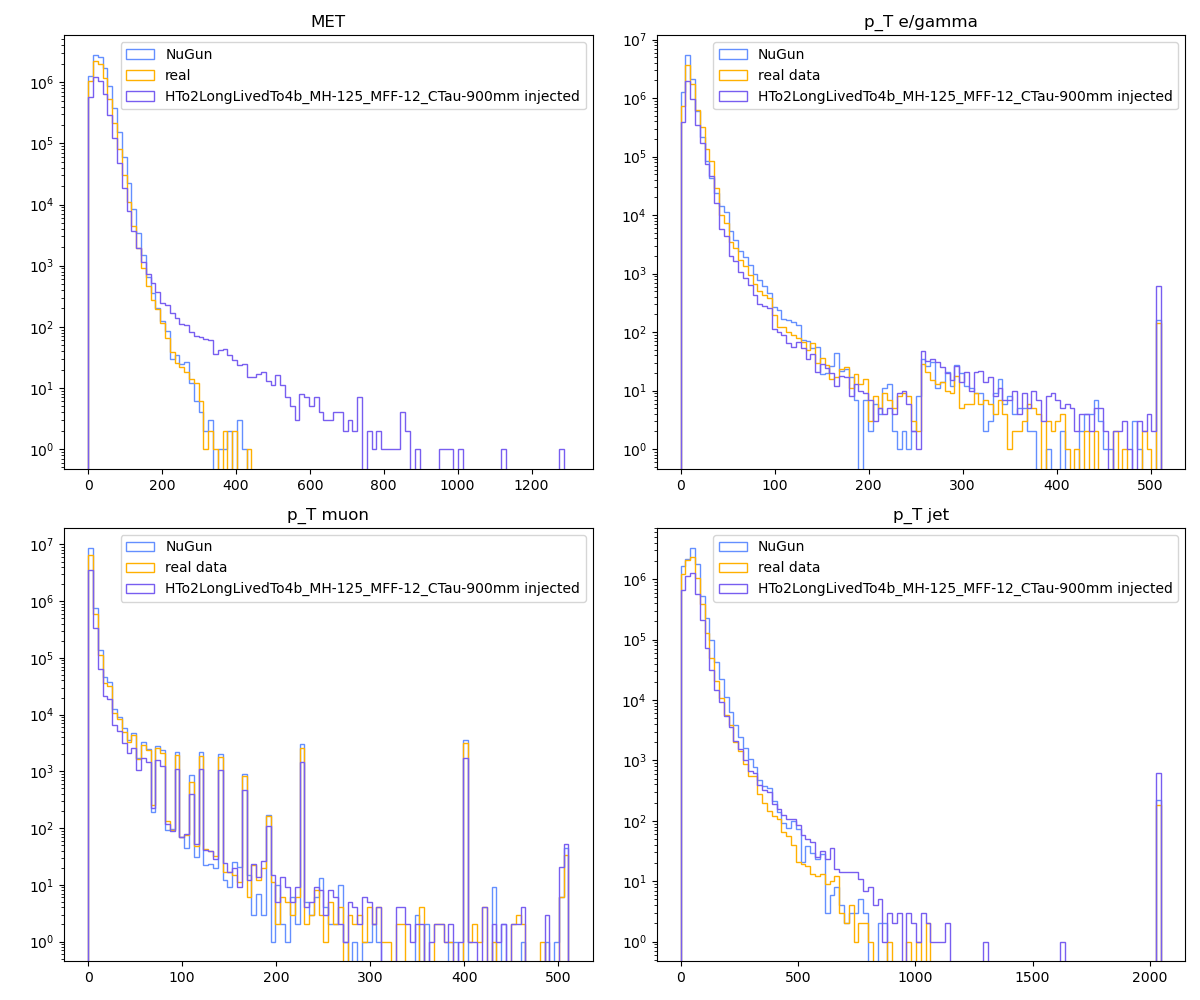 MET
NuGun
real
HTo2LongLivedTo4b_MH-125_MFF-12_CTau-900mm injected
10^6
10^5
10^4
10^3
10^2
10^1
10^0
0 200 400 600 800 1000 1200
p_T e/gamma
NuGun
real data
HTo2LongLivedTo4b_MH-125_MFF-12_CTau-900mm injected
10^7
10^6
10^5
10^4
10^3
10^2
10^1
10^0
0 100 200 300 400 500
p_T muon
NuGun
real data
HTo2LongLivedTo4b_MH-125_MFF-12_CTau-900mm injected
10^7
10^6
10^5
10^4
10^3
10^2
10^1
10^0
0 100 200 300 400 500
p_T jet
NuGun
real data
HTo2LongLivedTo4b_MH-125_MFF-12_CTau-900mm injected
10^6
10^5
10^4
10^3
10^2
10^1
10^0
0 500 1000 1500 2000